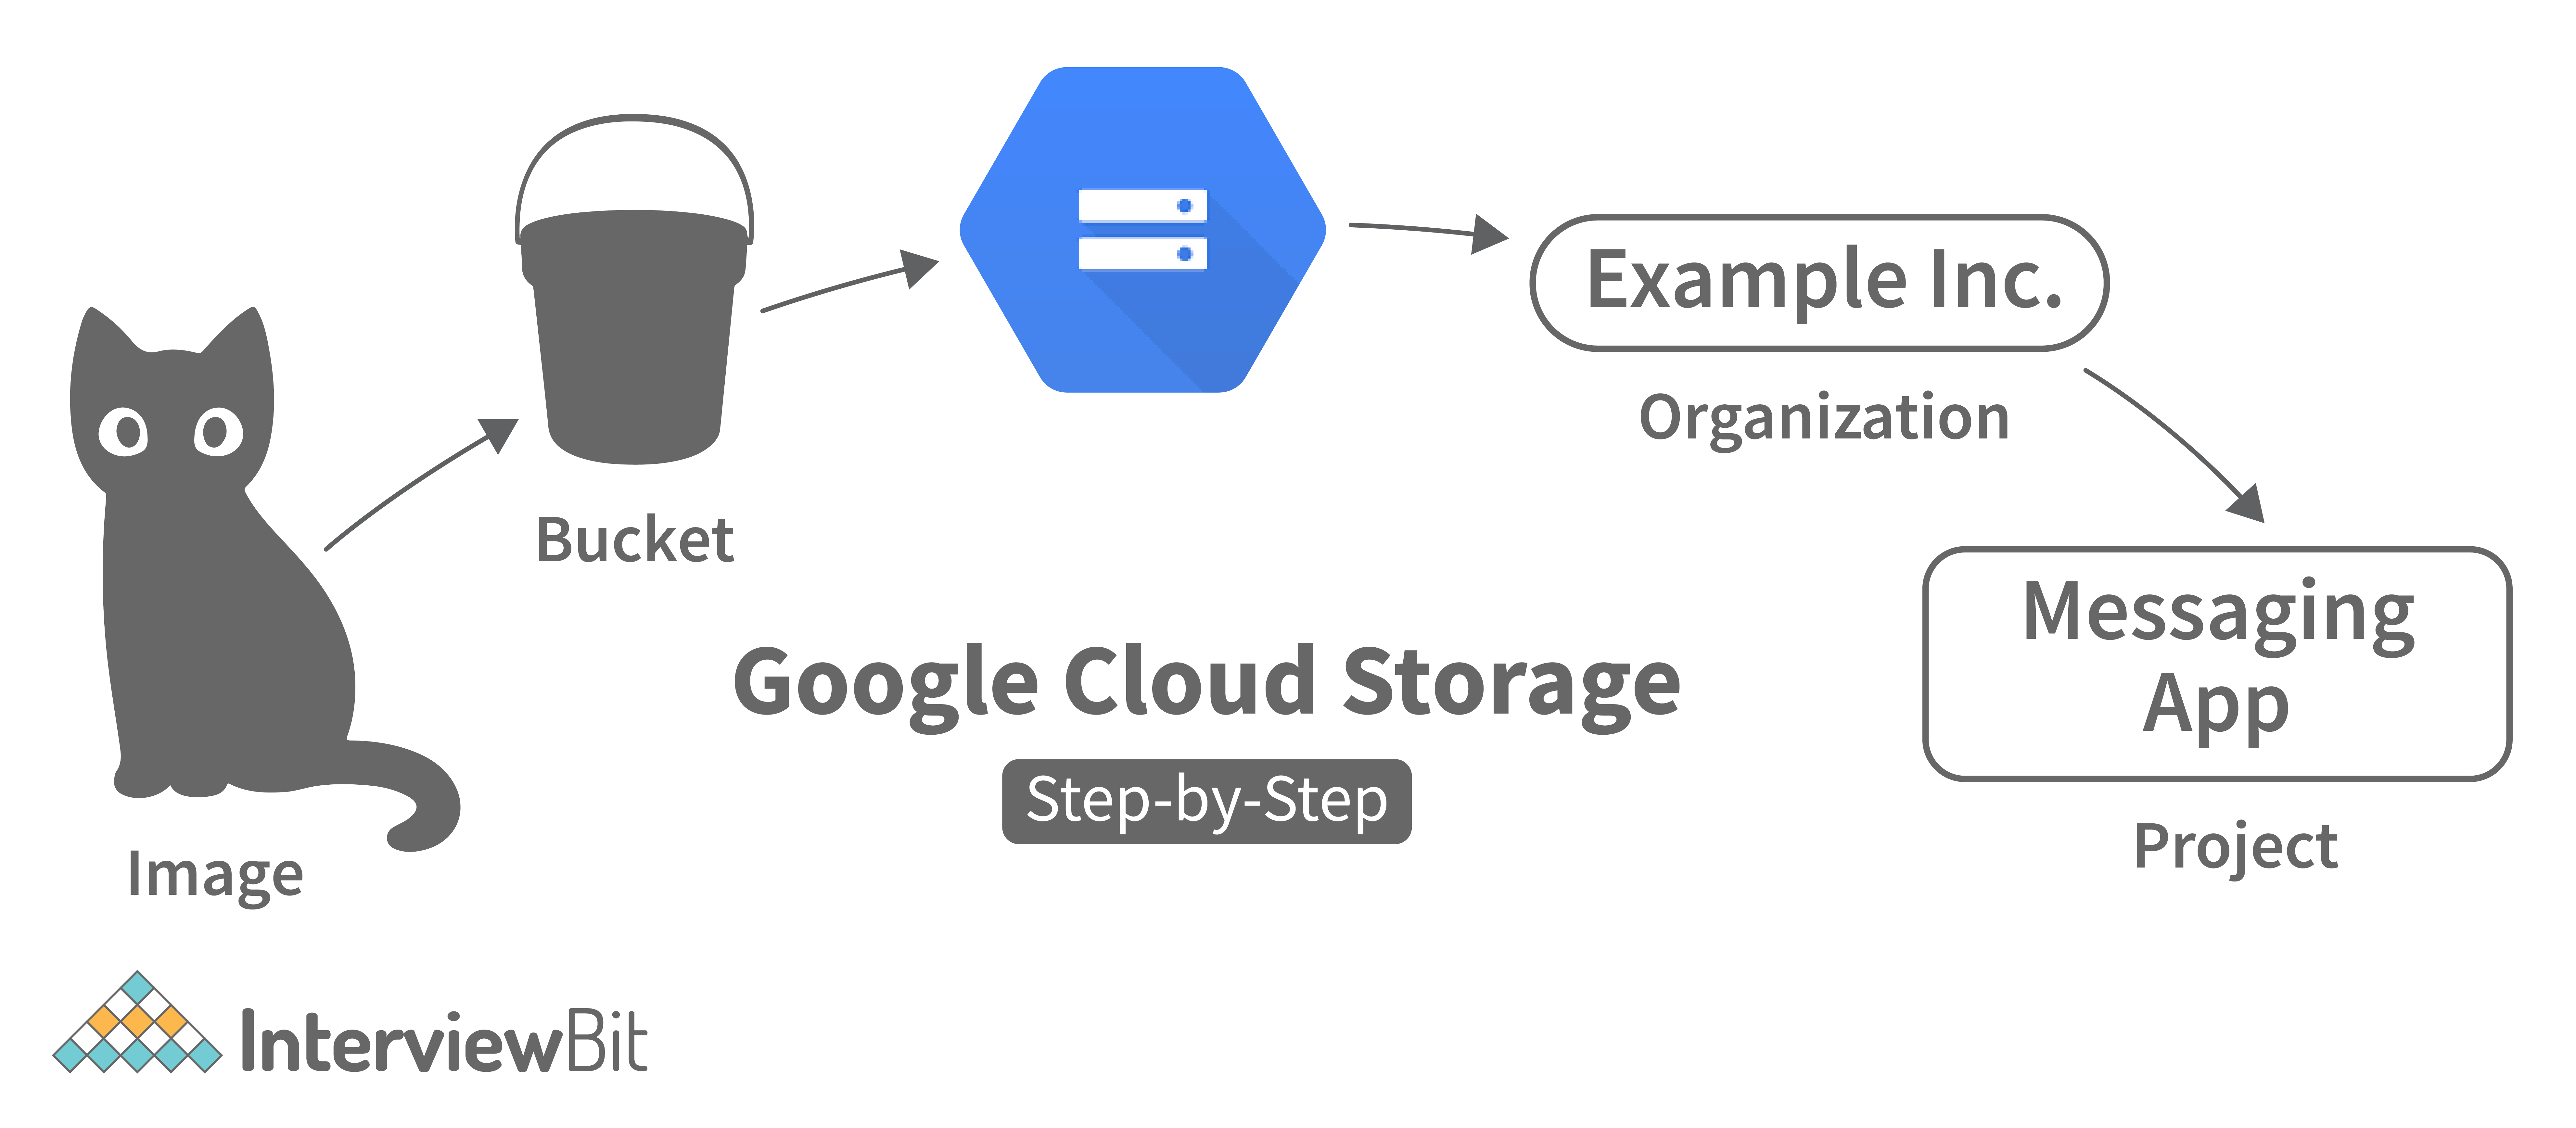 Example Inc.
Organization
Bucket
Messaging
App
Project
Google Cloud Storage
Step-by-Step
Image
InterviewBit